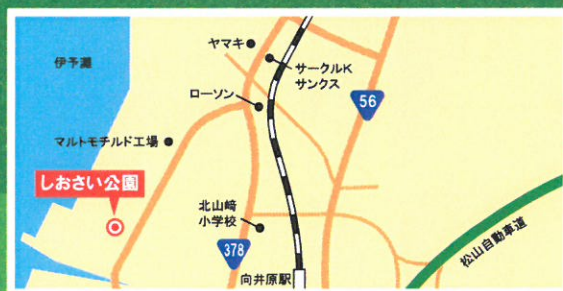 伊予灘
ヤマキ
サークルK
サンクス
ローソン
56
マルトモチルド工場
しおさい公園
北山崎
小学校
378
向井原駅
松山自動車道